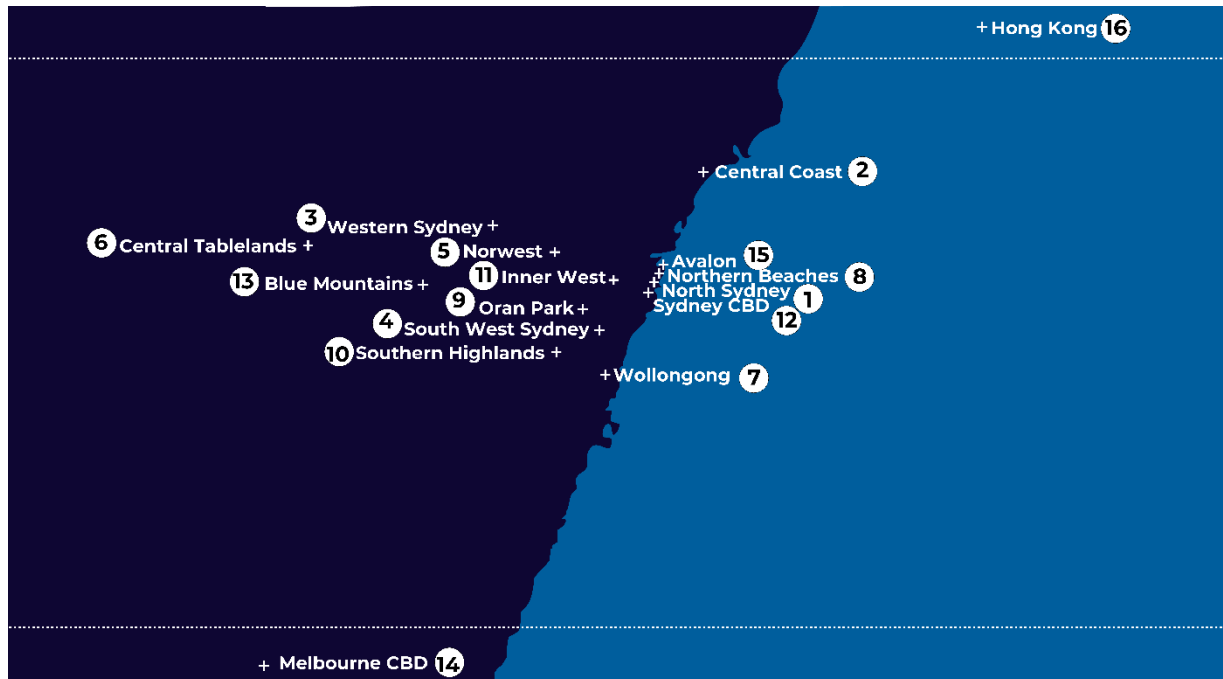 Hong Kong 16
Central Coast 2
3 Western Sydney
6 Central Tablelands
5 Norwest
Avalon 15
11 Inner West
Northern Beaches 8
13 Blue Mountains
North Sydney 1
9 Oran Park
Sydney CBD 12
4 South West Sydney
10 Southern Highlands
Wollongong 7
Melbourne CBD 14